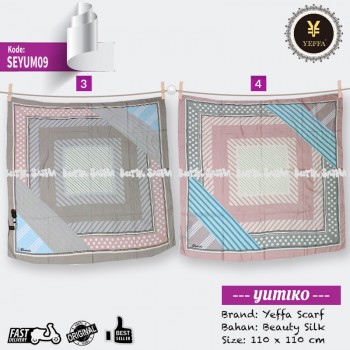 Kode:
SEYUM09
¥
YEFFA
3
4
--- yumiko ---
Brand: Yeffa Scarf
Bahan: Beauty Silk
Size: 110 x 110 cm
FAST
DELIVERY
ORIGINAL
BEST
SELLER